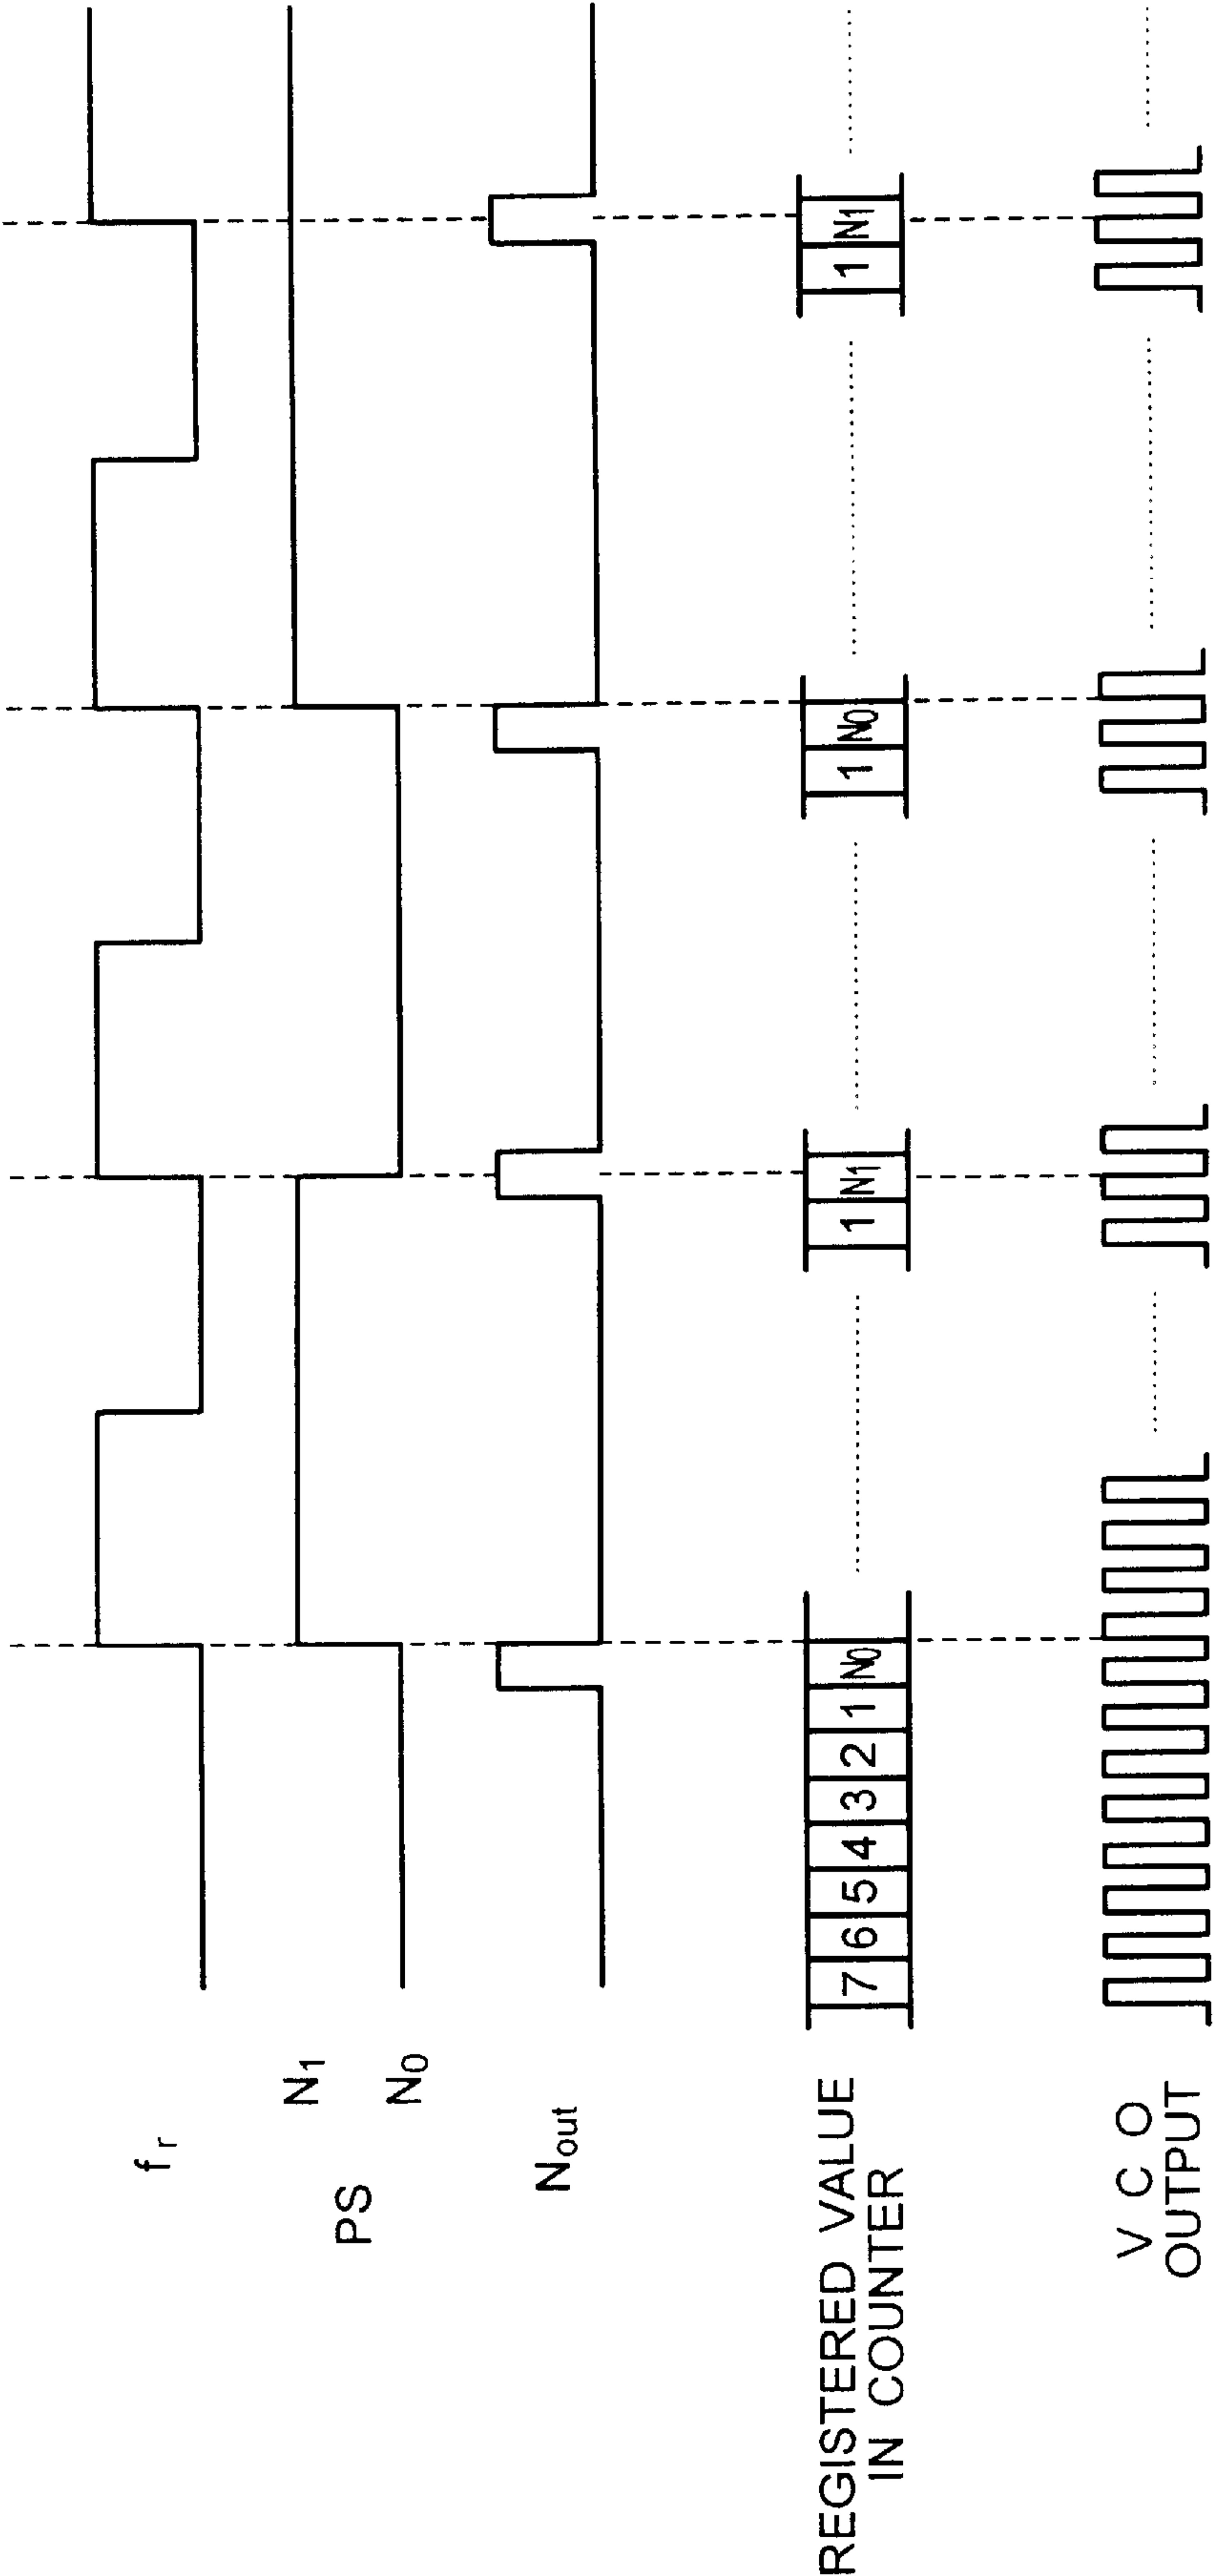 f r
PS
N1
N0
Nout
REGISTERED VALUE
IN COUNTER
7 6 5 4 3 2 1 N0
1 N1
1 N0
1 N1
V C O
OUTPUT